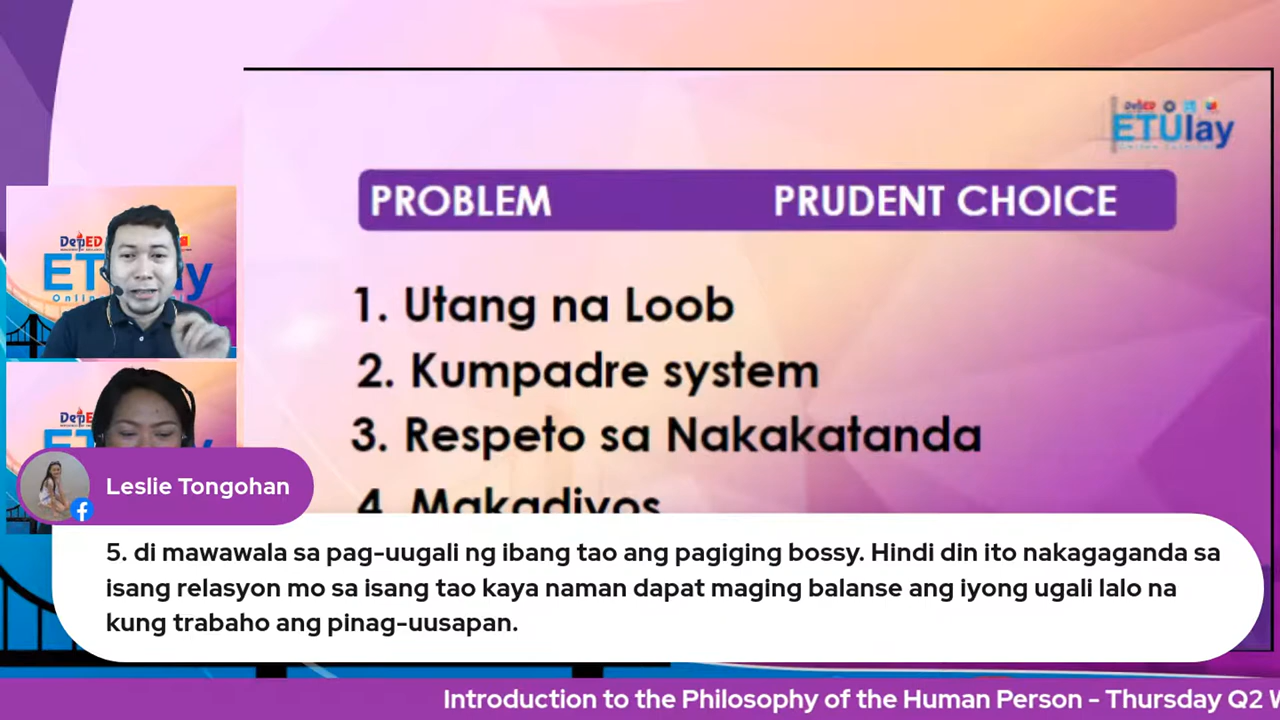 DepED
ETUlay
PROBLEM PRUDENT CHOICE
1. Utang na Loob
2. Kumpadre system
3. Respeto sa Nakakatanda
4. Makadiyos
DepED
Leslie Tongohan
5. di mawawala sa pag-uugali ng ibang tao ang pagiging bossy. Hindi din ito nakagaganda sa
isang relasyon mo sa isang tao kaya naman dapat maging balanse ang iyong ugali lalo na
kung trabaho ang pinag-uusapan.
Introduction to the Philosophy of the Human Person - Thursday Q2